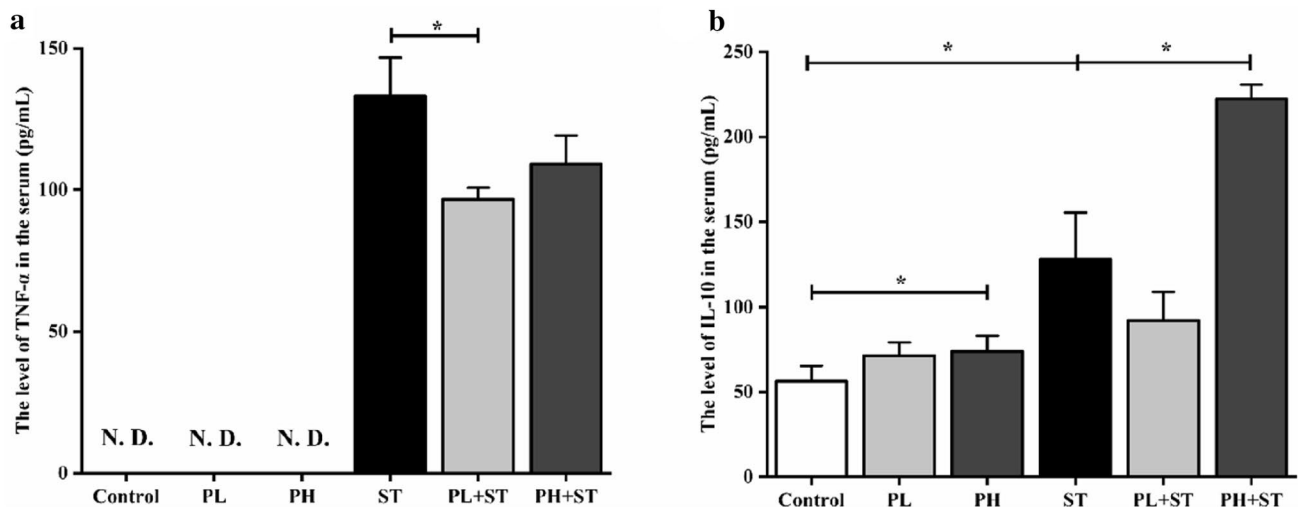 a
The level of TNF-α in the serum (pg/mL)
150
100
50
0
*
N. D. N. D. N. D.
Control PL PH ST PL+ST PH+ST
b
The level of IL-10 in the serum (pg/mL)
250
200
150
100
50
0
* *
*
Control PL PH ST PL+ST PH+ST